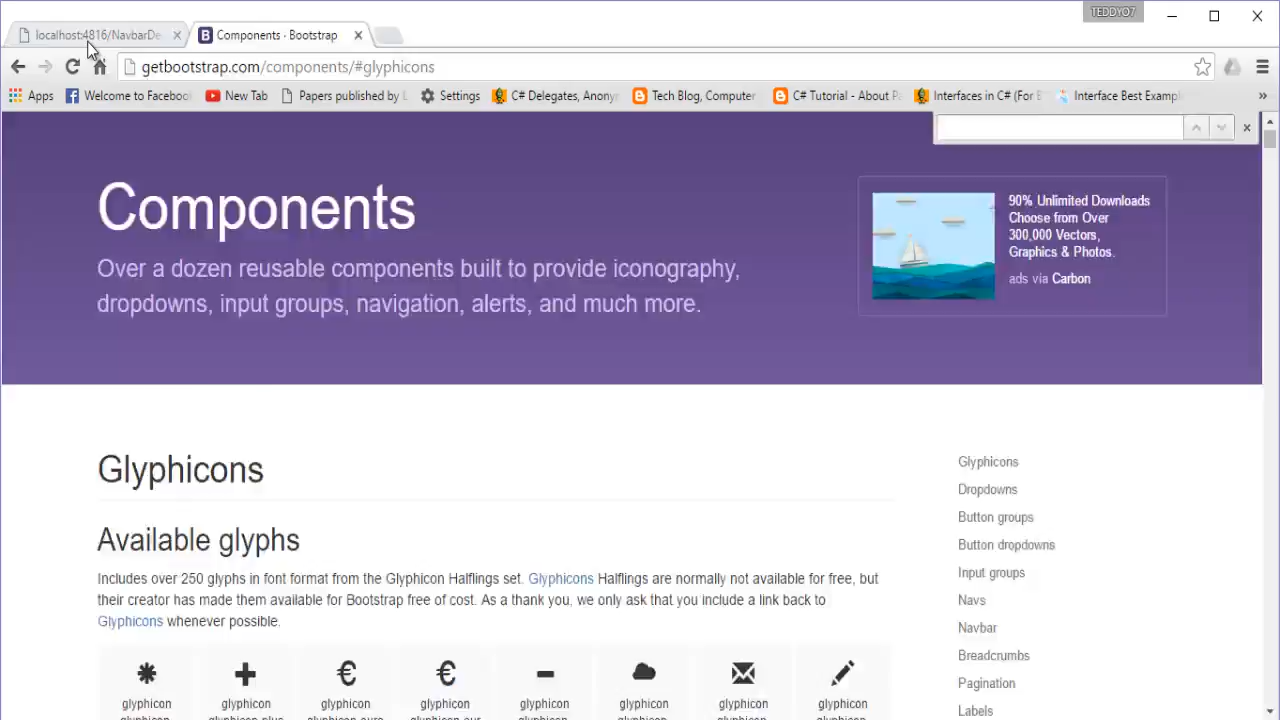 TEDDYO7
localhost:4816/NavbarDe
Components · Bootstrap
getbootstrap.com/components/#glyphicons
Apps
Welcome to Faceboo
New Tab
Papers published by
Settings
C# Delegates, Anony
Tech Blog, Computer
C# Tutorial - About P
Interfaces in C# (For B
Interface Best Exampl
»
Components
Over a dozen reusable components built to provide iconography,
dropdowns, input groups, navigation, alerts, and much more.
90% Unlimited Downloads
Choose from Over
300,000 Vectors,
Graphics & Photos.
ads via Carbon
Glyphicons
Available glyphs
Includes over 250 glyphs in font format from the Glyphicon Halflings set. Glyphicons Halflings are normally not available for free, but
their creator has made them available for Bootstrap free of cost. As a thank you, we only ask that you include a link back to
Glyphicons whenever possible.
glyphicon
glyphicon
glyphicon
glyphicon
glyphicon
glyphicon
glyphicon
glyphicon
Glyphicons
Dropdowns
Button groups
Button dropdowns
Input groups
Navs
Navbar
Breadcrumbs
Pagination
Labels